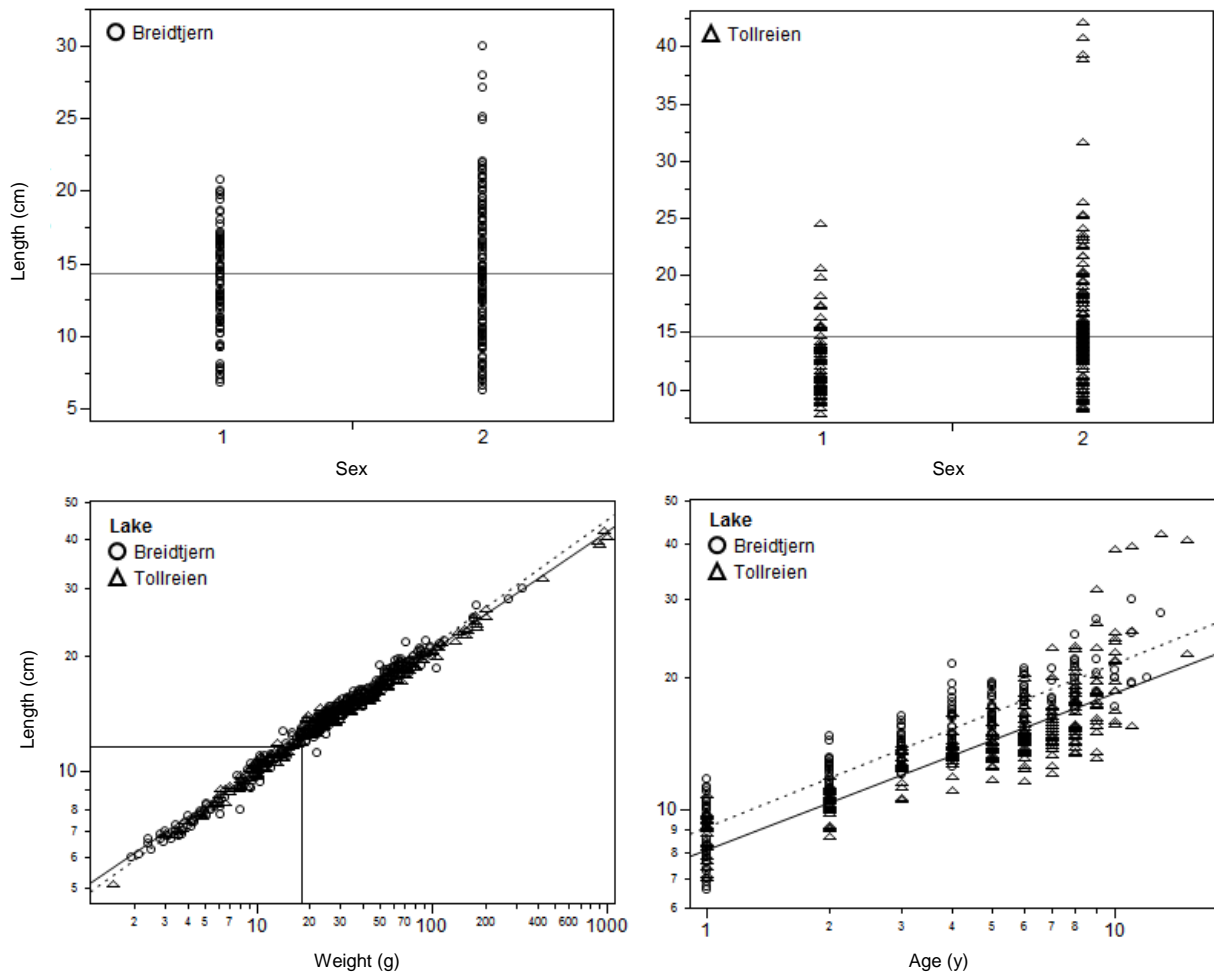 Breidtjern
30
25
20
15
10
5
Length (cm)
1 2
Sex
Tollreien
40
35
30
25
20
15
10
1 2
Sex
50
40
30
20
10
9
8
7
6
5
Length (cm)
Lake
Breidtjern
Tollreien
2 3 4 5 7 10 20 30 50 70 100 200 400 600 1000
Weight (g)
50
40
30
20
10
9
8
7
6
Lake
Breidtjern
Tollreien
1 2 3 4 5 6 7 8 10
Age (y)